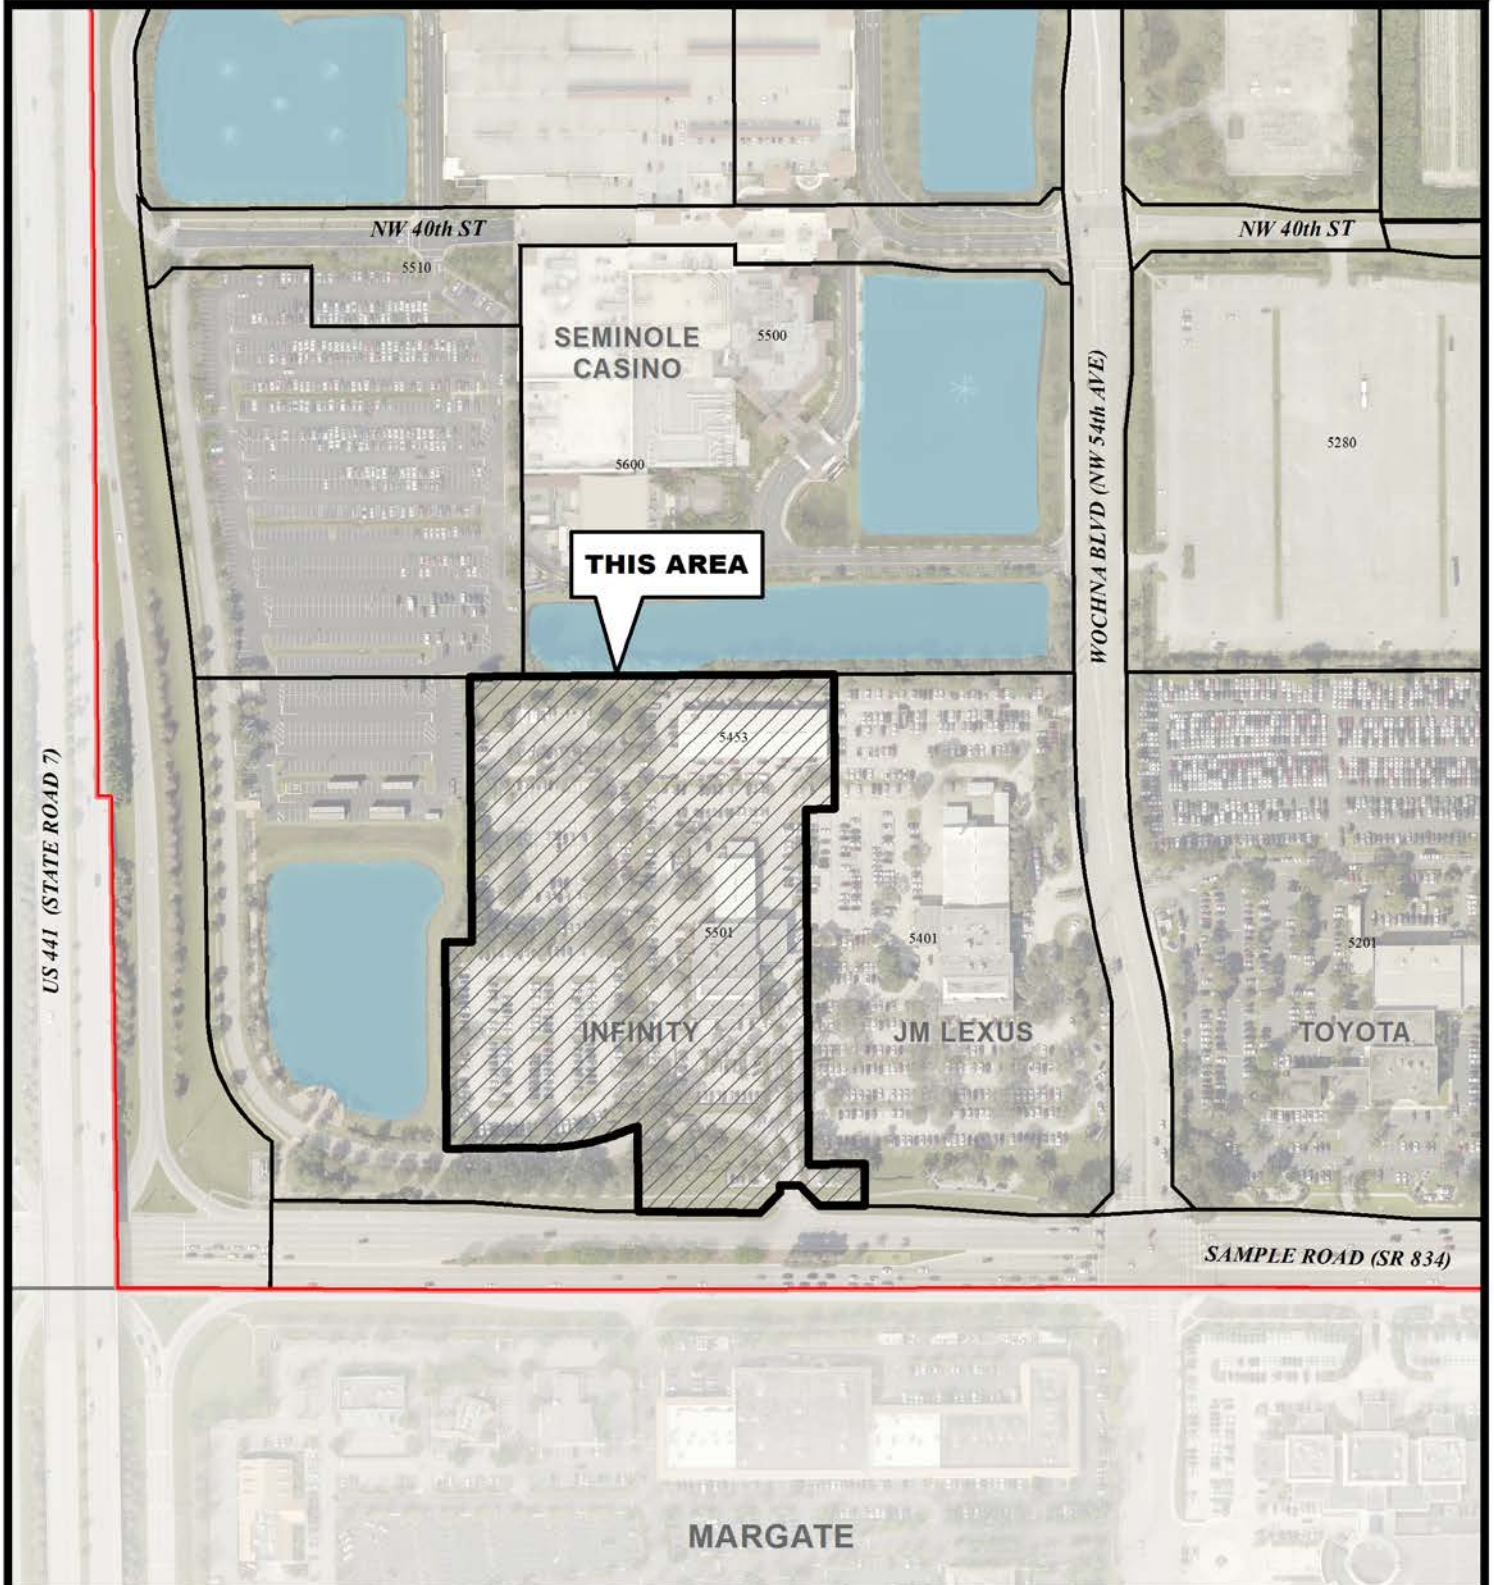 NW 40th ST
NW 40th ST
5510
SEMINOLE
CASINO
5500
5600
5280
WOCHNA BLVD (NW 54th AVE)
THIS AREA
5453
US 441 (STATE ROAD 7)
5501
5401
5201
INFINITY
JM LEXUS
TOYOTA
SAMPLE ROAD (SR 834)
MARGATE